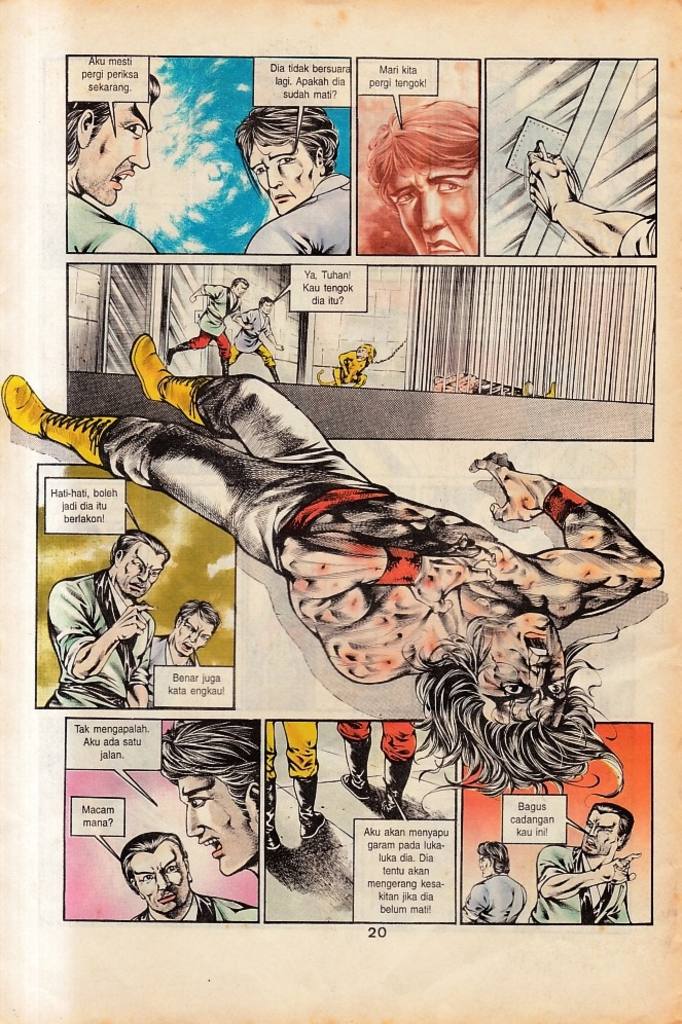 Aku mesti
pergi periksa
sekarang.
Dia tidak bersuara
lagi. Apakah dia
sudah mati?
Mari kita
pergi tengok!
Ya, Tuhan!
Kau tengok
dia itu?
Hati-hati, boleh
jadi dia itu
berlakon!
Benar juga
kata engkau!
Tak mengapalah.
Aku ada satu
jalan.
Macam
mana?
Aku akan menyapu
garam pada luka-
luka dia. Dia
tentu akan
mengerang kesa-
kitan jika dia
belum mati!
Bagus
cadangan
kau ini!
20